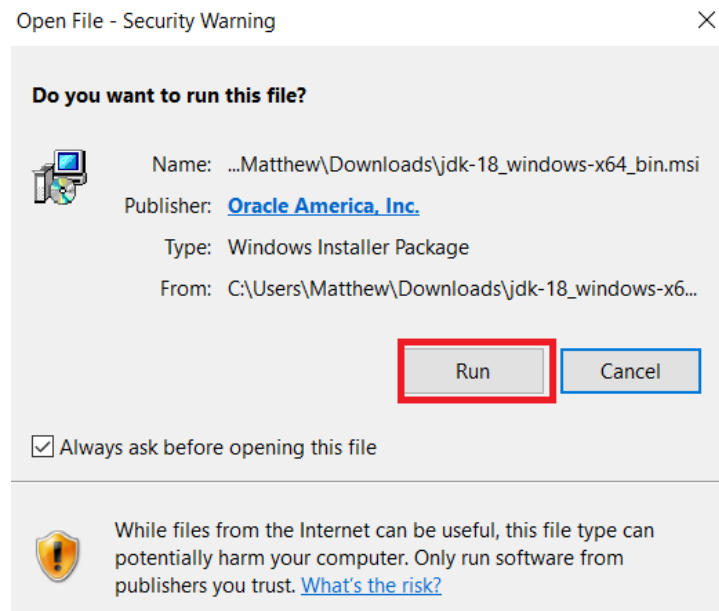 Open File - Security Warning
Do you want to run this file?
Name: ...Matthew\Downloads\jdk-18_windows-x64_bin.msi
Publisher: Oracle America, Inc.
Type: Windows Installer Package
From: C:\Users\Matthew\Downloads\jdk-18_windows-x6...
Run Cancel
Always ask before opening this file
While files from the Internet can be useful, this file type can
potentially harm your computer. Only run software from
publishers you trust. What's the risk?